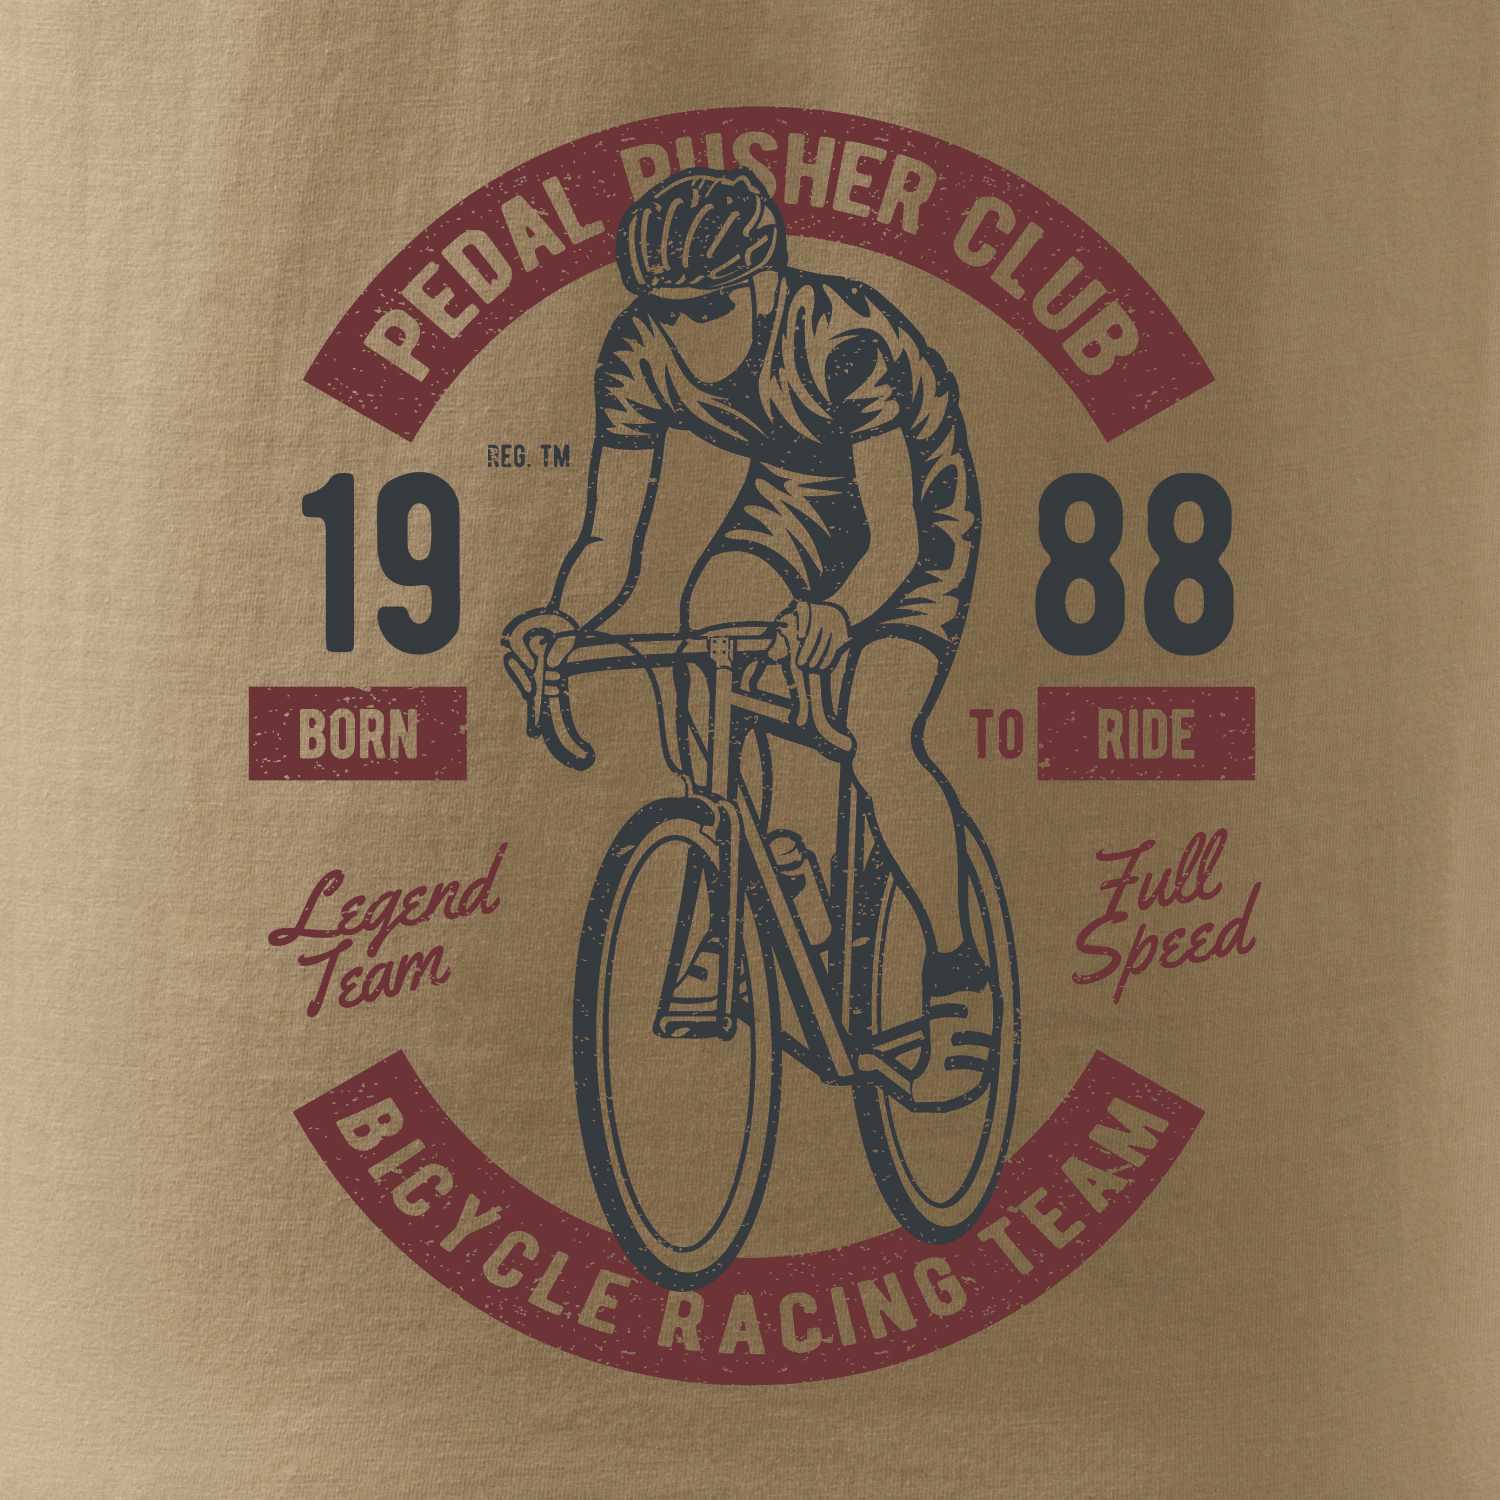 PEDAL PUSHER CLUB
REG. TM
19 88
BORN TO RIDE
Legend
Team
Full
Speed
BICYCLE RACING TEAM